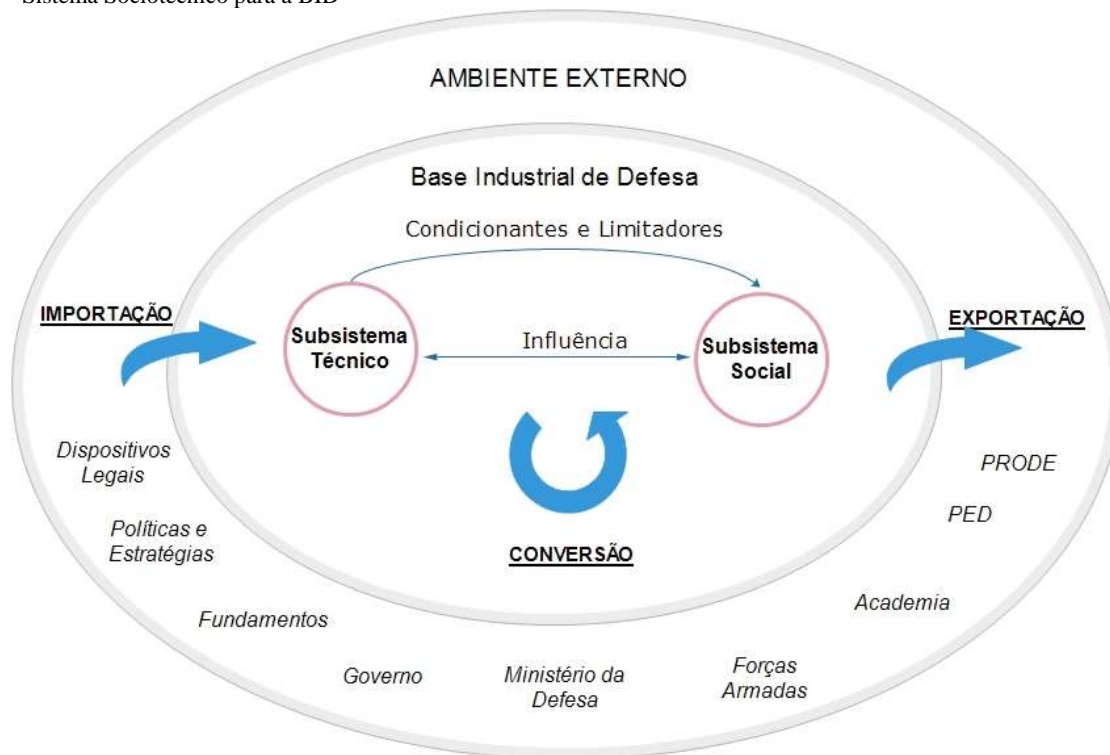 Sistema Sociotécnico para a BID
AMBIENTE EXTERNO
Base Industrial de Defesa
Condicionantes e Limitadores
IMPORTAÇÃO
EXPORTAÇÃO
Subsistema
Técnico
Influência
Subsistema
Social
Dispositivos
Legais
PRODE
Políticas e
Estratégias
PED
CONVERSÃO
Academia
Fundamentos
Governo
Ministério da
Defesa
Forças
Armadas